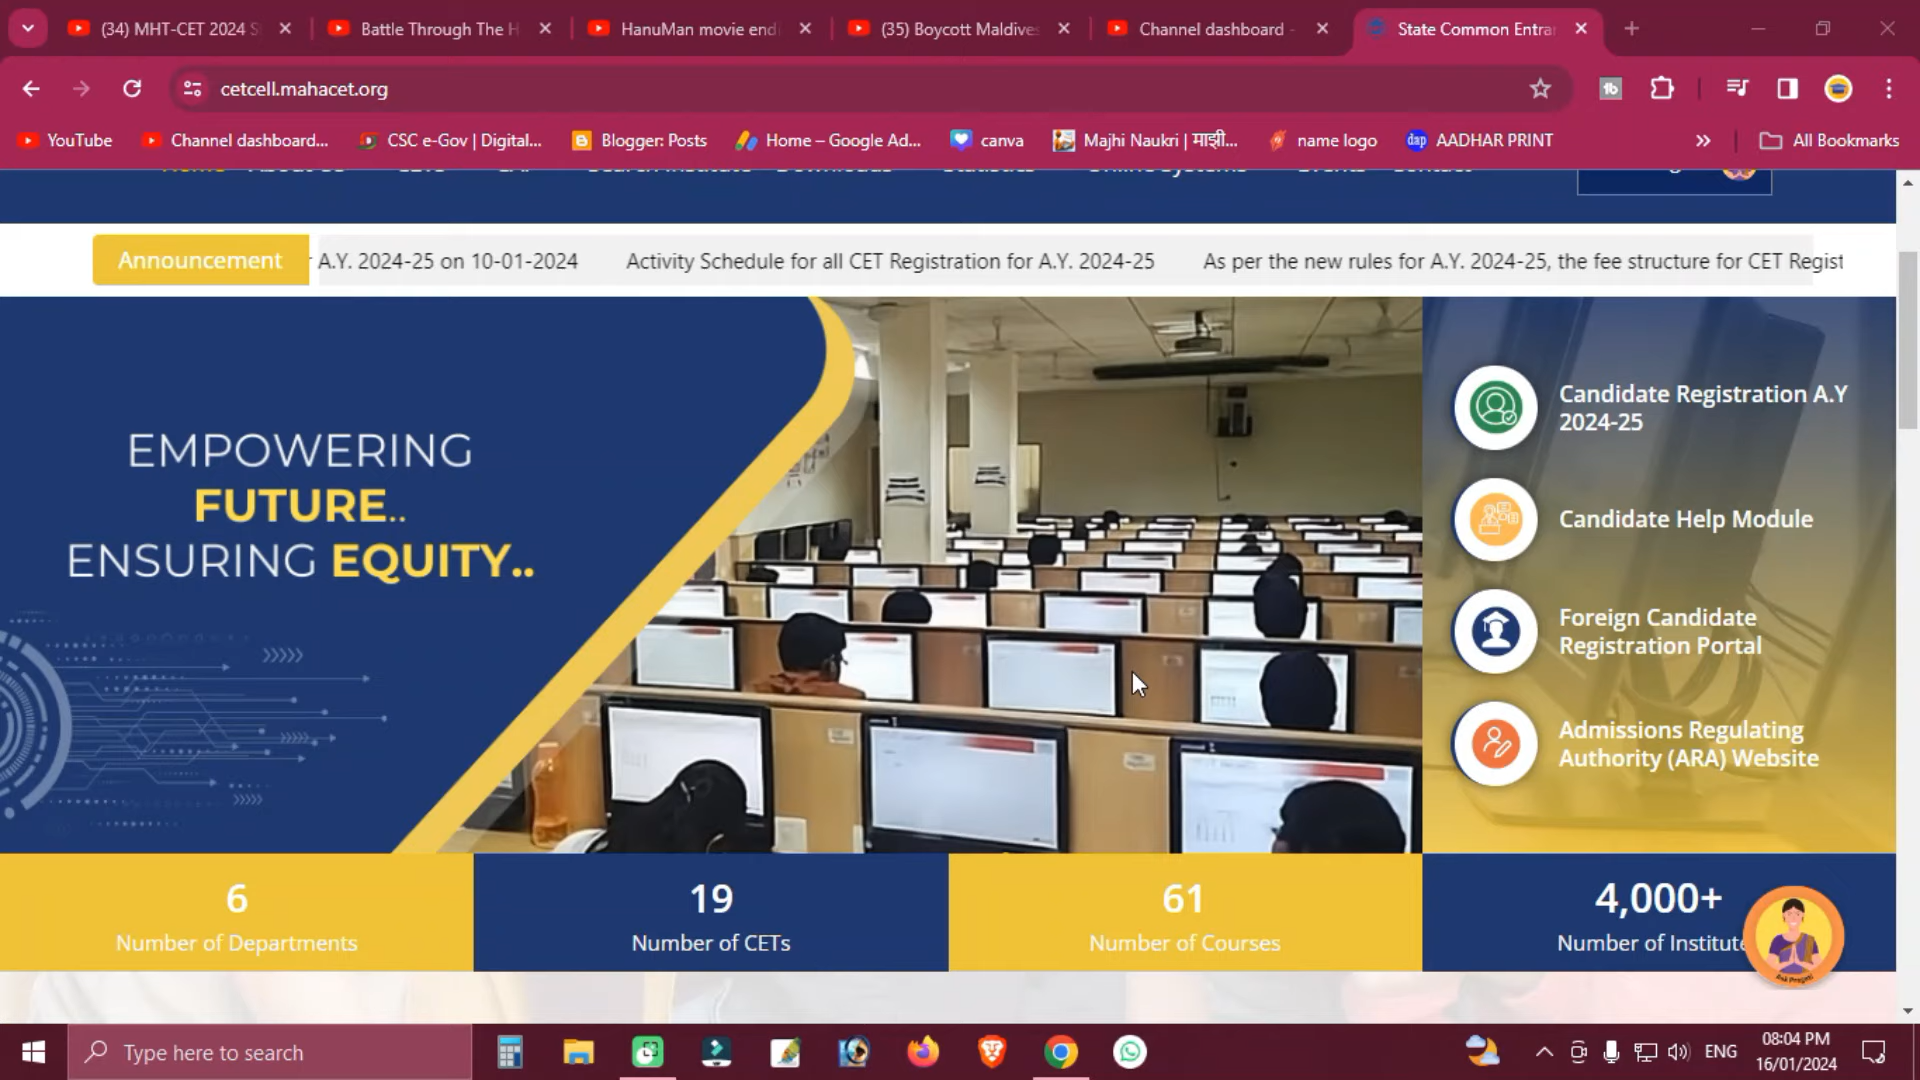 (34) MHT-CET 2024 S
Battle Through The H
HanuMan movie endi
(35) Boycott Maldives
Channel dashboard -
State Common Entran
cetcell.mahacet.org
YouTube
Channel dashboard...
CSC e-Gov | Digital...
Blogger: Posts
Home – Google Ad...
canva
Majhi Naukri | माझी...
name logo
AADHAR PRINT
All Bookmarks
Announcement
A.Y. 2024-25 on 10-01-2024
Activity Schedule for all CET Registration for A.Y. 2024-25
As per the new rules for A.Y. 2024-25, the fee structure for CET Regist
EMPOWERING
FUTURE..
ENSURING EQUITY..
Candidate Registration A.Y
2024-25
Candidate Help Module
Foreign Candidate
Registration Portal
Admissions Regulating
Authority (ARA) Website
6
Number of Departments
19
Number of CETs
61
Number of Courses
4,000+
Number of Institute
Type here to search
ENG
08:04 PM
16/01/2024